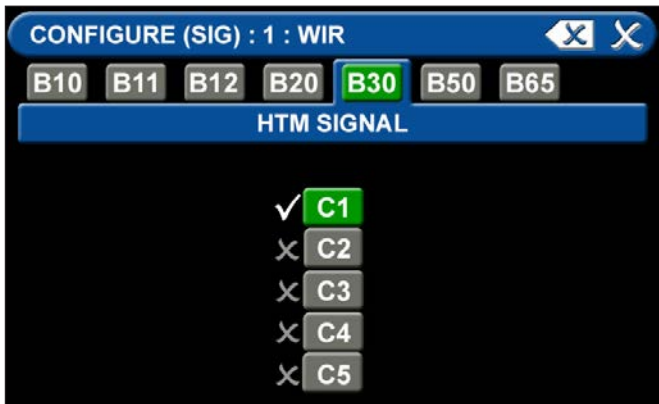 CONFIGURE (SIG) : 1 : WIR
B10 B11 B12 B20 B30 B50 B65
HTM SIGNAL
C1
C2
C3
C4
C5